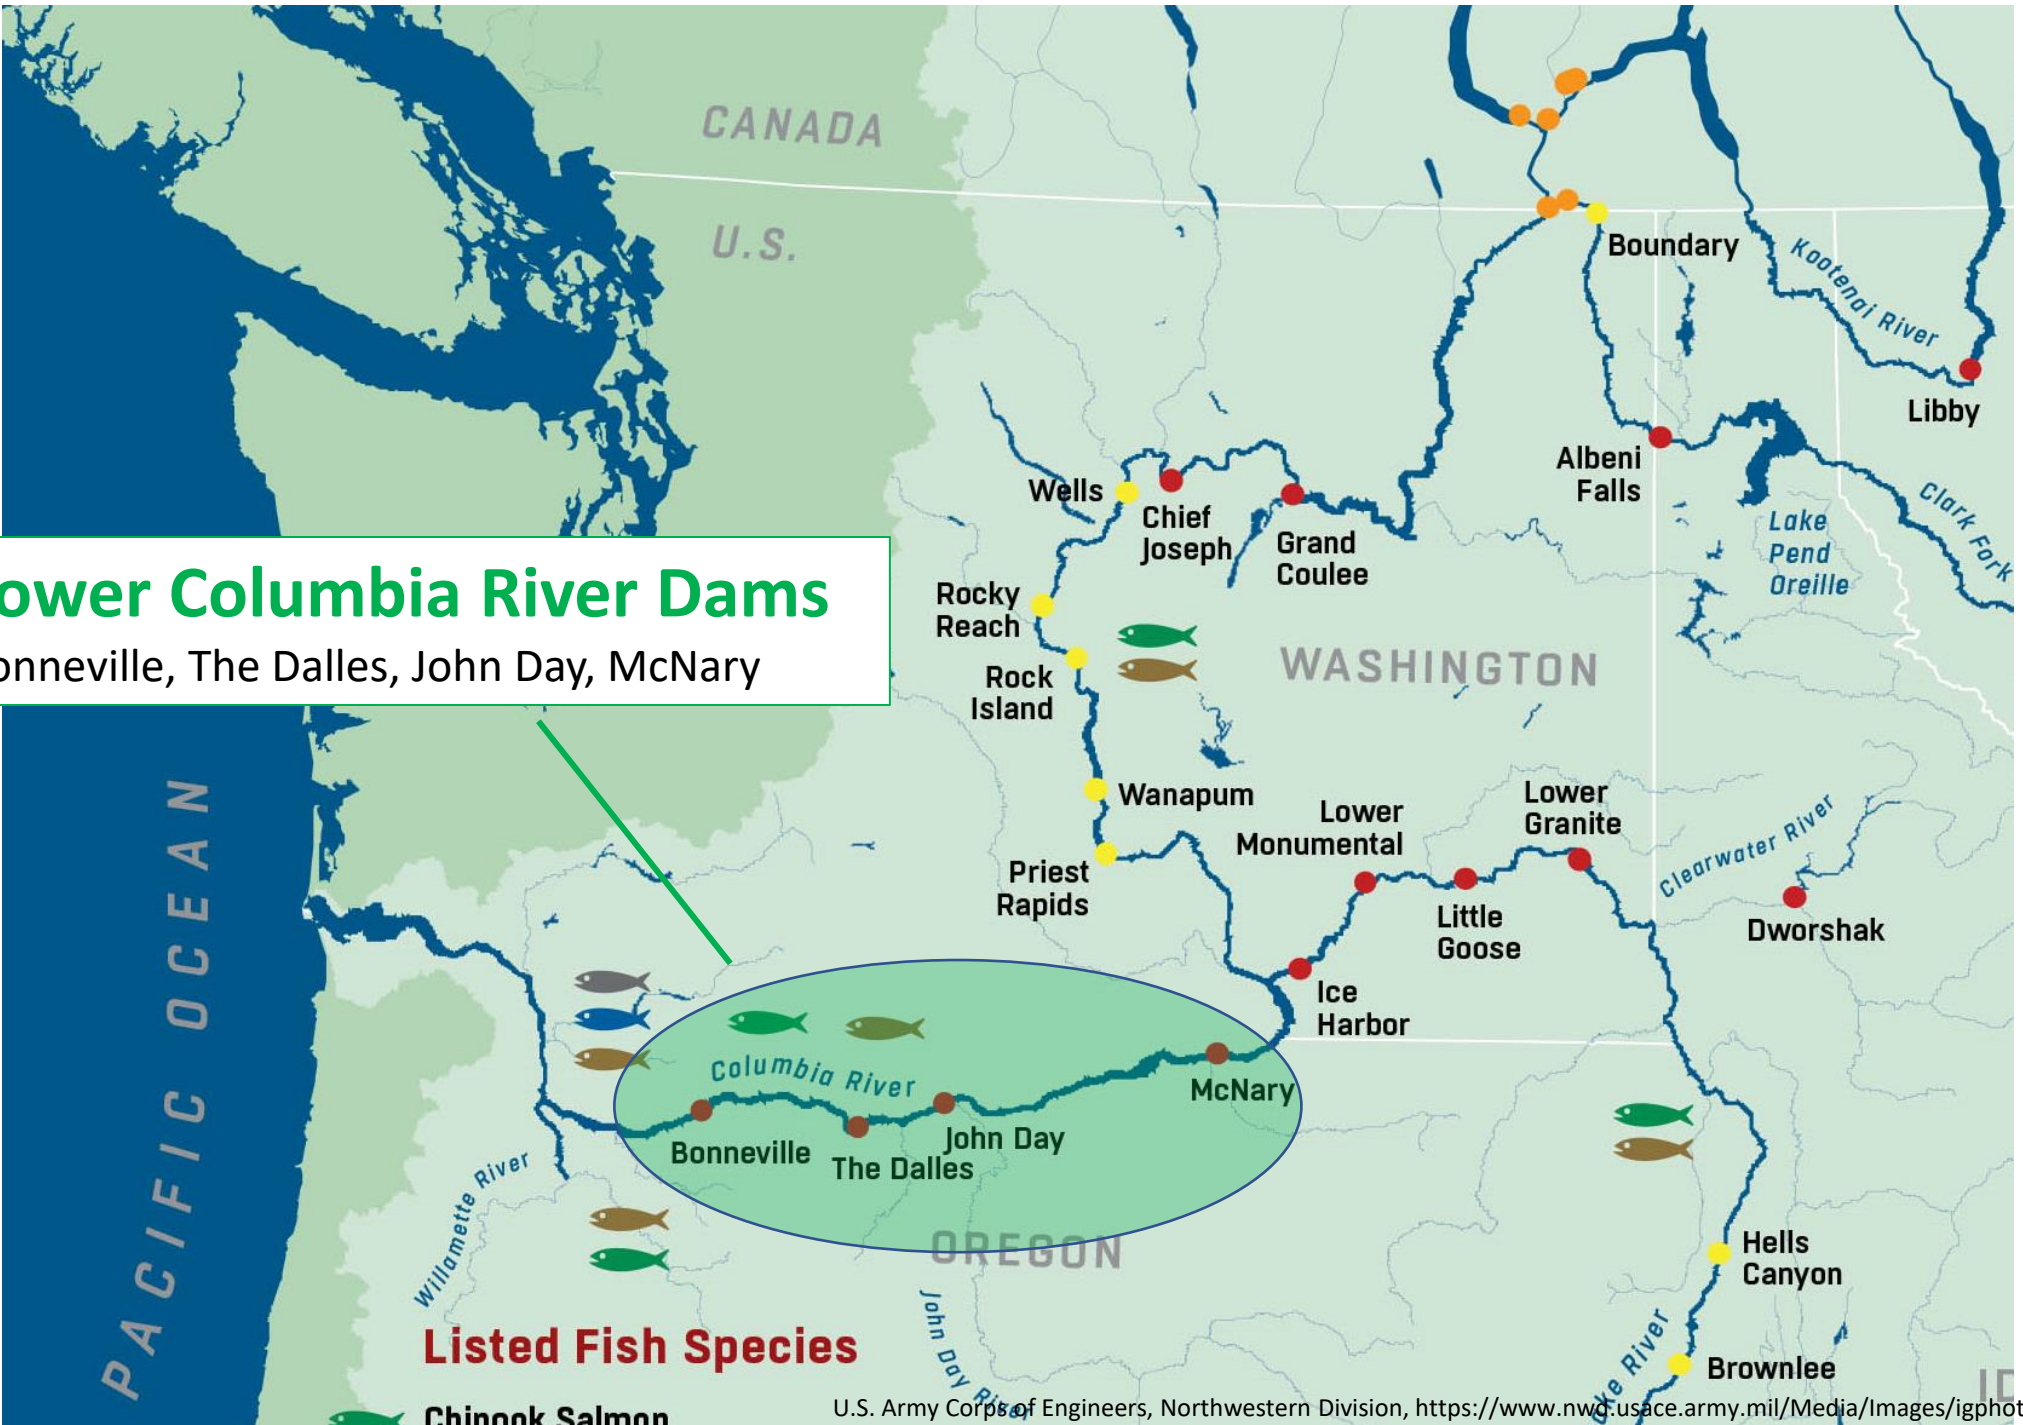 CANADA
U.S.
Boundary
Kootenai River
Libby
Albeni
Falls
Wells
Chief
Joseph
Grand
Coulee
Lake
Pend
Oreille
Clark Fork
ower Columbia River Dams
onneville, The Dalles, John Day, McNary
Rocky
Reach
Rock
Island
WASHINGTON
Wanapum
Lower
Monumental
Lower
Granite
Priest
Rapids
Little
Goose
Clearwater River
Dworshak
PACIFIC OCEAN
Ice
Harbor
Columbia River
McNary
Bonneville
The Dalles
John Day
Willamette River
OREGON
Hells
Canyon
John Day River
ke River
Brownlee
ID
Listed Fish Species
Chinook Salmon
U.S. Army Corps of Engineers, Northwestern Division, https://www.nwd.usace.army.mil/Media/Images/igphot